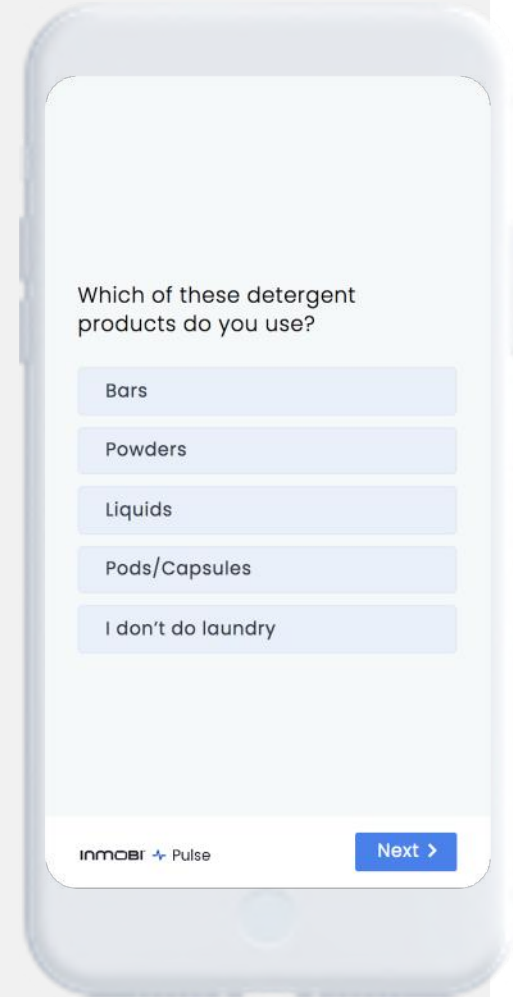 Which of these detergent
products do you use?
Bars
Powders
Liquids
Pods/Capsules
I don’t do laundry
INMOBI Pulse
Next >